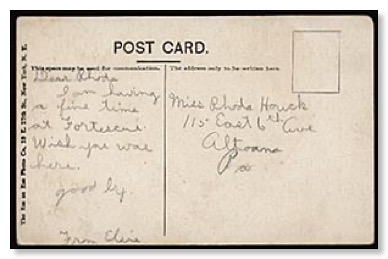 POST CARD.
This space may be used for communication.
The address only to be written here.
Dear Rhoda
I am having
a fine time
at Fortescue.
Wish you was
here.
good by.
From Elsie
Miss Rhoda Houck
115 East 6th Ave
Altoona
Pa